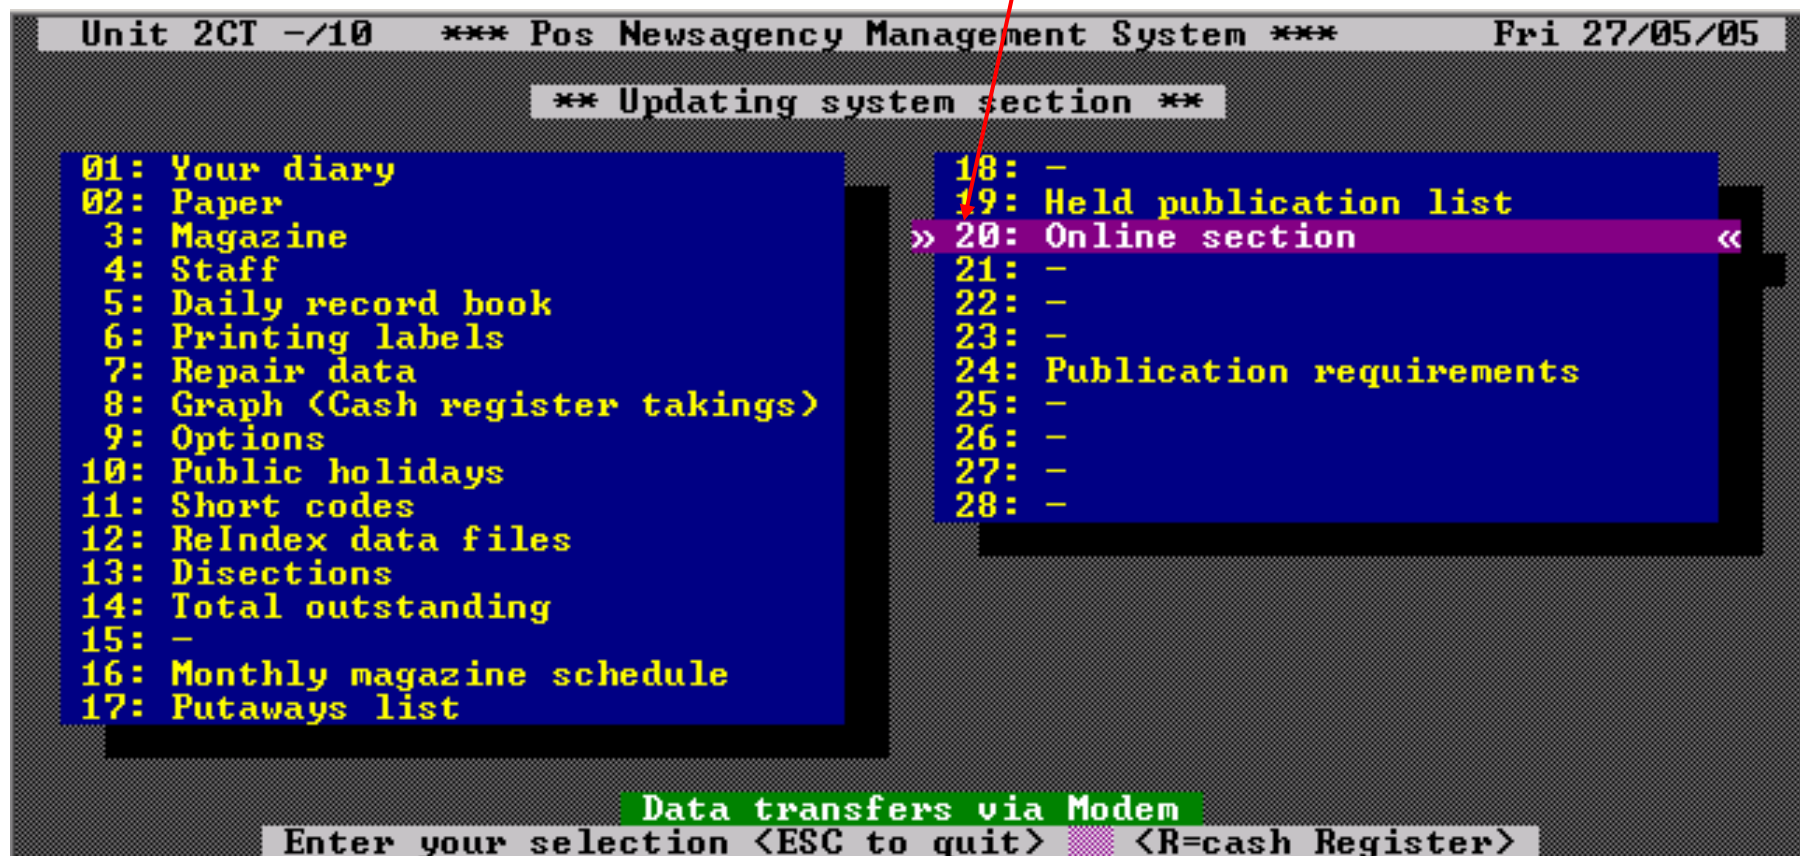 Unit 2CT -/10 *** Pos Newsagency Management System *** Fri 27/05/05
** Updating system section **
01: Your diary
02: Paper
3: Magazine
4: Staff
5: Daily record book
6: Printing labels
7: Repair data
8: Graph (Cash register takings)
9: Options
10: Public holidays
11: Short codes
12: ReIndex data files
13: Disections
14: Total outstanding
15: -
16: Monthly magazine schedule
17: Putaways list
18: -
19: Held publication list
» 20: Online section «
21: -
22: -
23: -
24: Publication requirements
25: -
26: -
27: -
28: -
Data transfers via Modem
Enter your selection <ESC to quit> <R=cash Register>